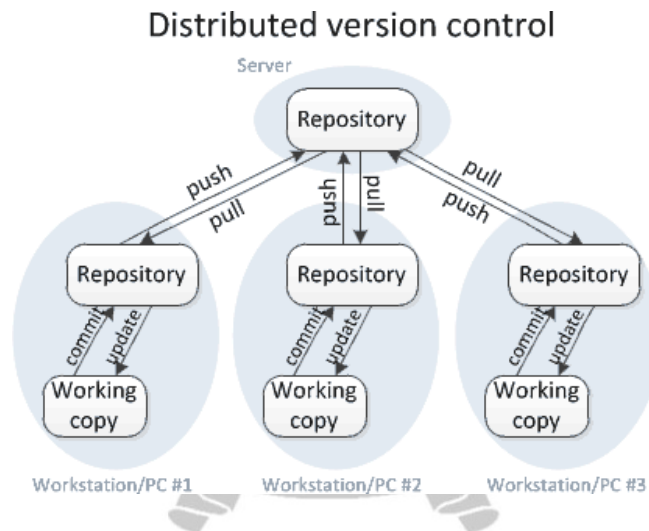 Distributed version control
Server
Repository
push
pull
push
pull
pull
push
Repository
Repository
Repository
commit
update
commit
update
commit
update
Working
copy
Working
copy
Working
copy
Workstation/PC #1
Workstation/PC #2
Workstation/PC #3